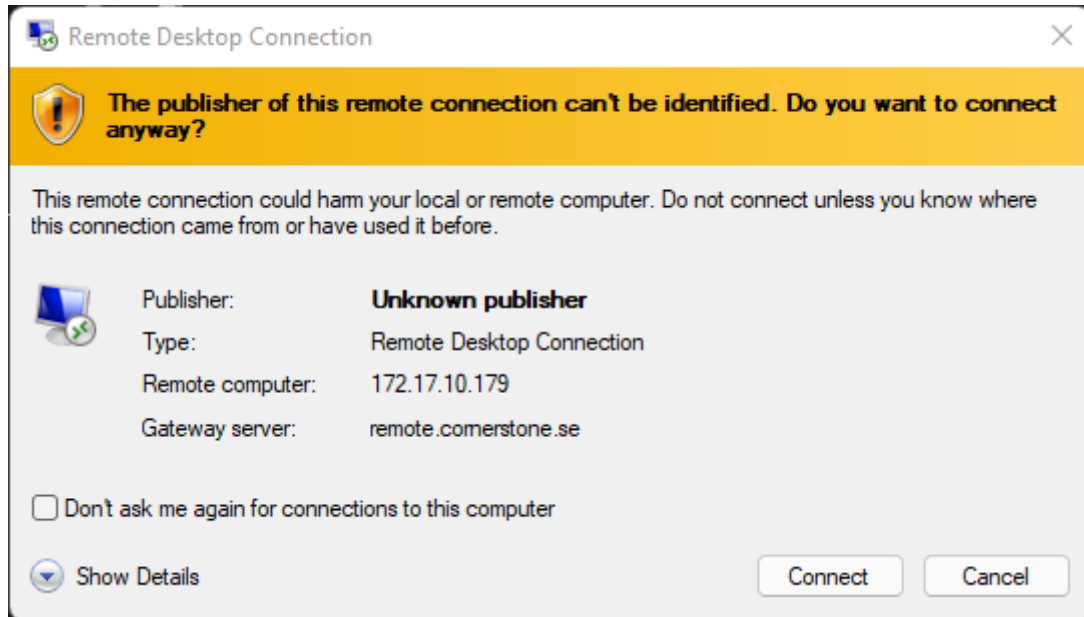 Remote Desktop Connection
The publisher of this remote connection can't be identified. Do you want to connect
anyway?
This remote connection could harm your local or remote computer. Do not connect unless you know where
this connection came from or have used it before.
Publisher: Unknown publisher
Type: Remote Desktop Connection
Remote computer: 172.17.10.179
Gateway server: remote.cornerstone.se
Don't ask me again for connections to this computer
Show Details Connect Cancel